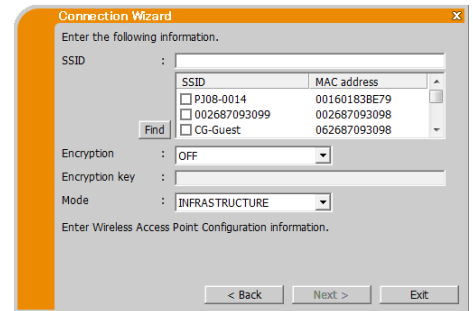 Connection Wizard x
Enter the following information.
SSID :
SSID MAC address
PJ08-0014 00160183BE79
002687093099 002687093098
CG-Guest 062687093098
Find
Encryption : OFF
Encryption key :
Mode : INFRASTRUCTURE
Enter Wireless Access Point Configuration information.
< Back Next > Exit